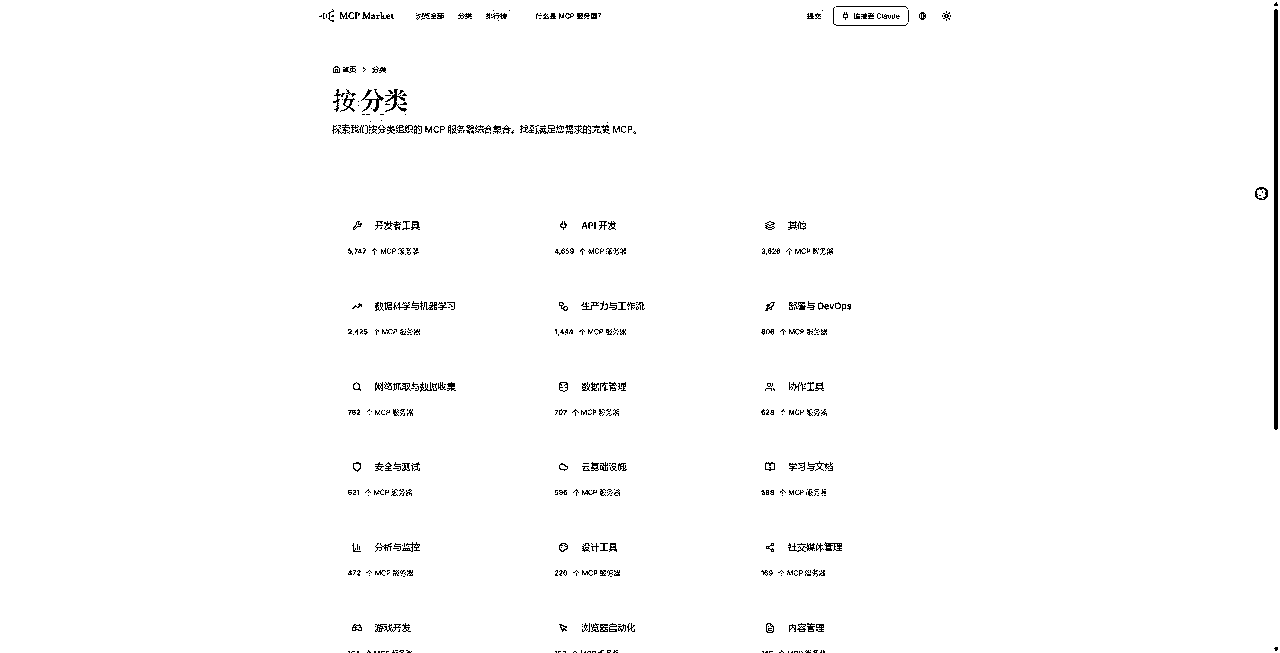 MCP Market 浏览全部 分类 排行榜 什么是 MCP 服务器? 提交 连接到 Claude
首页 > 分类
按 分类
探索我们按分类组织的 MCP 服务器综合集合。找到满足您需求的完美 MCP。
开发者工具 API 开发 其他
5,747 个 MCP 服务器 4,659 个 MCP 服务器 个 MCP 服务器
数据科学与机器学习 生产力与工作流 部署与 DevOps
2,425 个 MCP 服务器 个 MCP 服务器 个 MCP 服务器
网络抓取与数据收集 数据库管理 协作工具
762 个 MCP 服务器 707 个 MCP 服务器 628 个 MCP 服务器
安全与测试 云基础设施 学习与文档
621 个 MCP 服务器 596 个 MCP 服务器 个 MCP 服务器
分析与监控 设计工具 社交媒体管理
472 个 MCP 服务器 220 个 MCP 服务器 169 个 MCP 服务器
游戏开发 浏览器自动化 内容管理